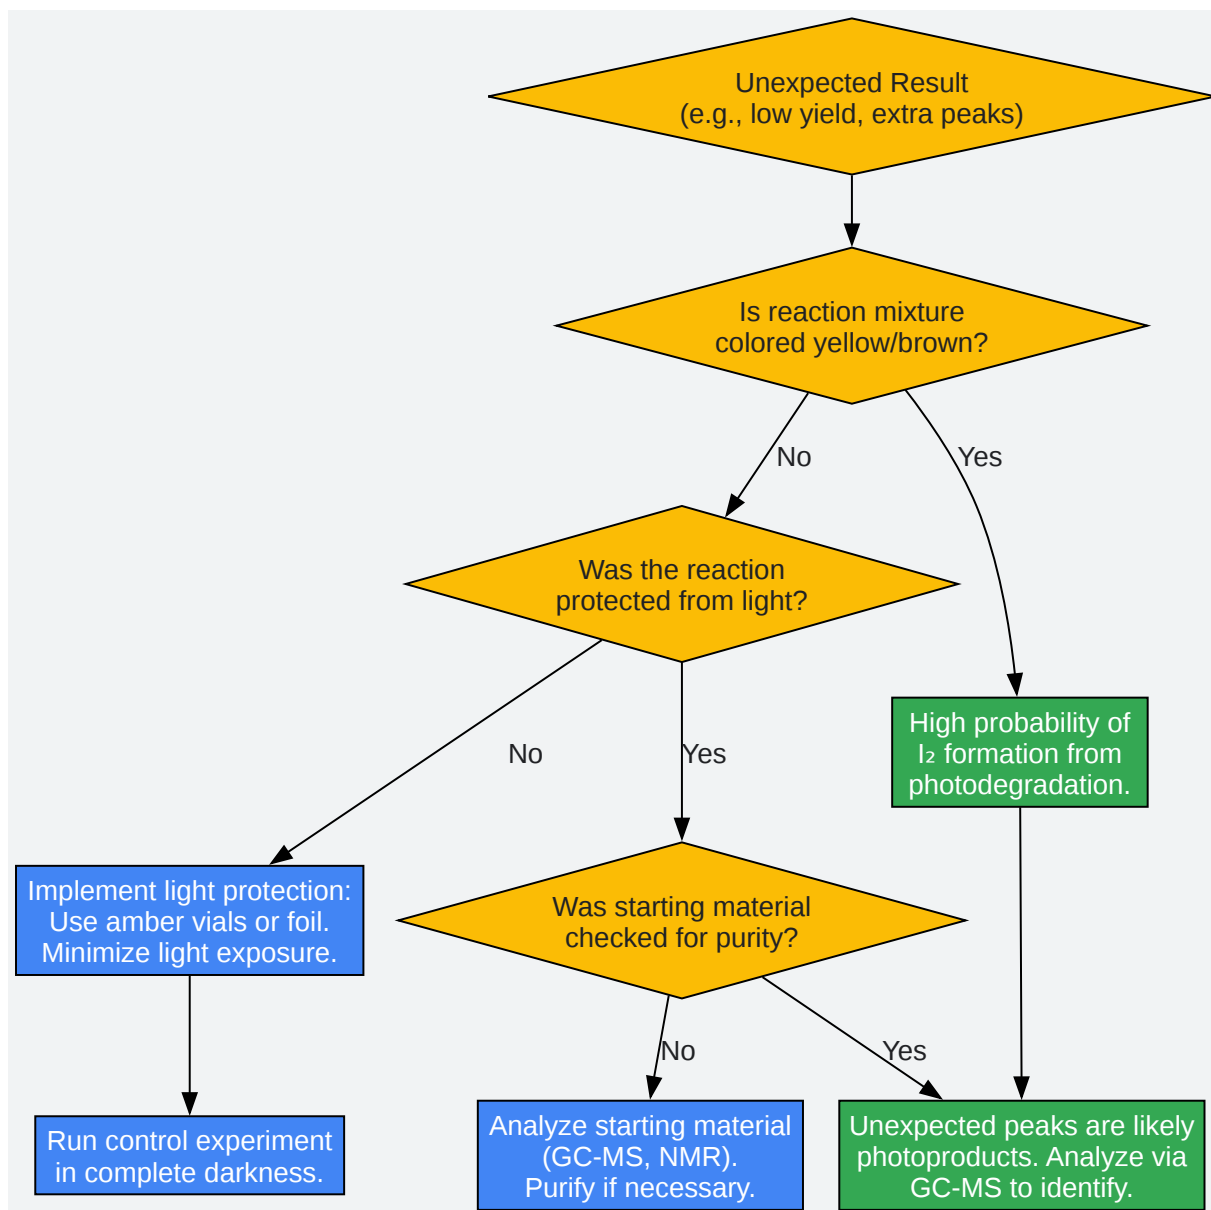 Unexpected Result
(e.g., low yield, extra peaks)
Is reaction mixture
colored yellow/brown?
No
Yes
Was the reaction
protected from light?
High probability of
I₂ formation from
photodegradation.
No
Yes
Implement light protection:
Use amber vials or foil.
Minimize light exposure.
Was starting material
checked for purity?
No
Yes
Run control experiment
in complete darkness.
Analyze starting material
(GC-MS, NMR).
Purify if necessary.
Unexpected peaks are likely
photoproducts. Analyze via
GC-MS to identify.